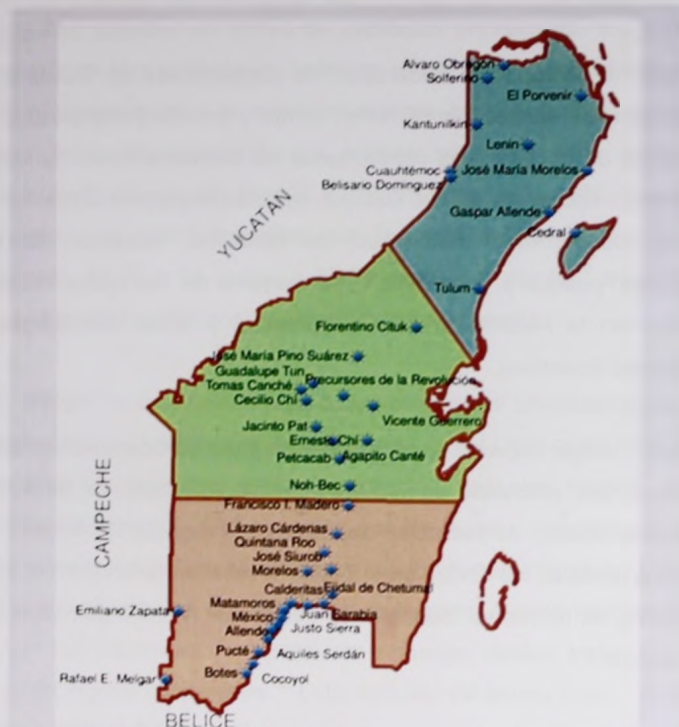 Alvaro Obregón
Solferino
El Porvenir
Kantunilkin
Lenin
Cuauhtémoc
José María Morelos
Belisario Dominguez
Gaspar Allende
YUCATÁN
Cedral
Tulum
Florentino Cituk
José María Pino Suárez
Guadalupe Tun
Precursores de la Revolución
Tomas Canché
Cecilio Chí
Vicente Guerrero
Jacinto Pat
Ernesto Chí
Petcacab
Agapito Canté
CAMPECHE
Noh-Bec
Francisco I. Madero
Lázaro Cárdenas
Quintana Roo
José Siurob
Morelos
Calderitas
Ejidal de Chetumal
Matamoros
Emiliano Zapata
México
Juan Sarabia
Allende
Justo Sierra
Pucté
Aquiles Serdán
Rafael E. Melgar
Botes
Cocoyol
BELICE